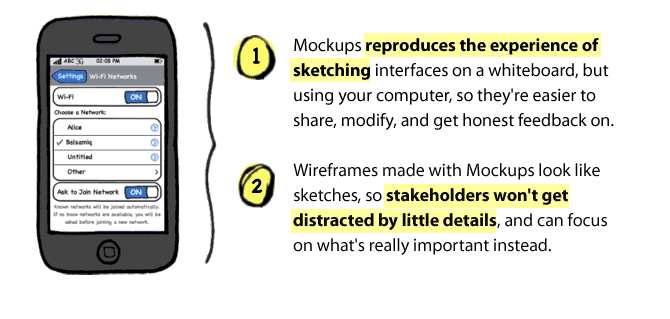 ABC 3G 02:08 PM
Settings Wi-Fi Networks
Wi-Fi ON
Choose a Network:
Alice
Balsamiq
Untitled
Other
Ask to Join Network ON
Known networks will be joined automatically.
If no know networks are available, you will be
asked before joining a new network.
1
Mockups reproduces the experience of
sketching interfaces on a whiteboard, but
using your computer, so they're easier to
share, modify, and get honest feedback on.
2
Wireframes made with Mockups look like
sketches, so stakeholders won't get
distracted by little details, and can focus
on what's really important instead.